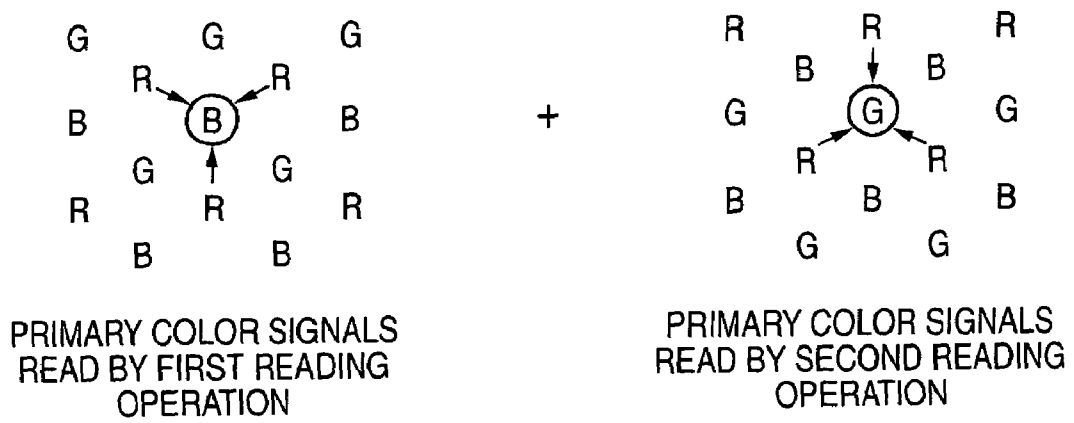 G G G
R R
B B B
G G
R R R
B B
+
R R R
B B
G G G
R R
B B B
G G
PRIMARY COLOR SIGNALS
READ BY FIRST READING
OPERATION
PRIMARY COLOR SIGNALS
READ BY SECOND READING
OPERATION